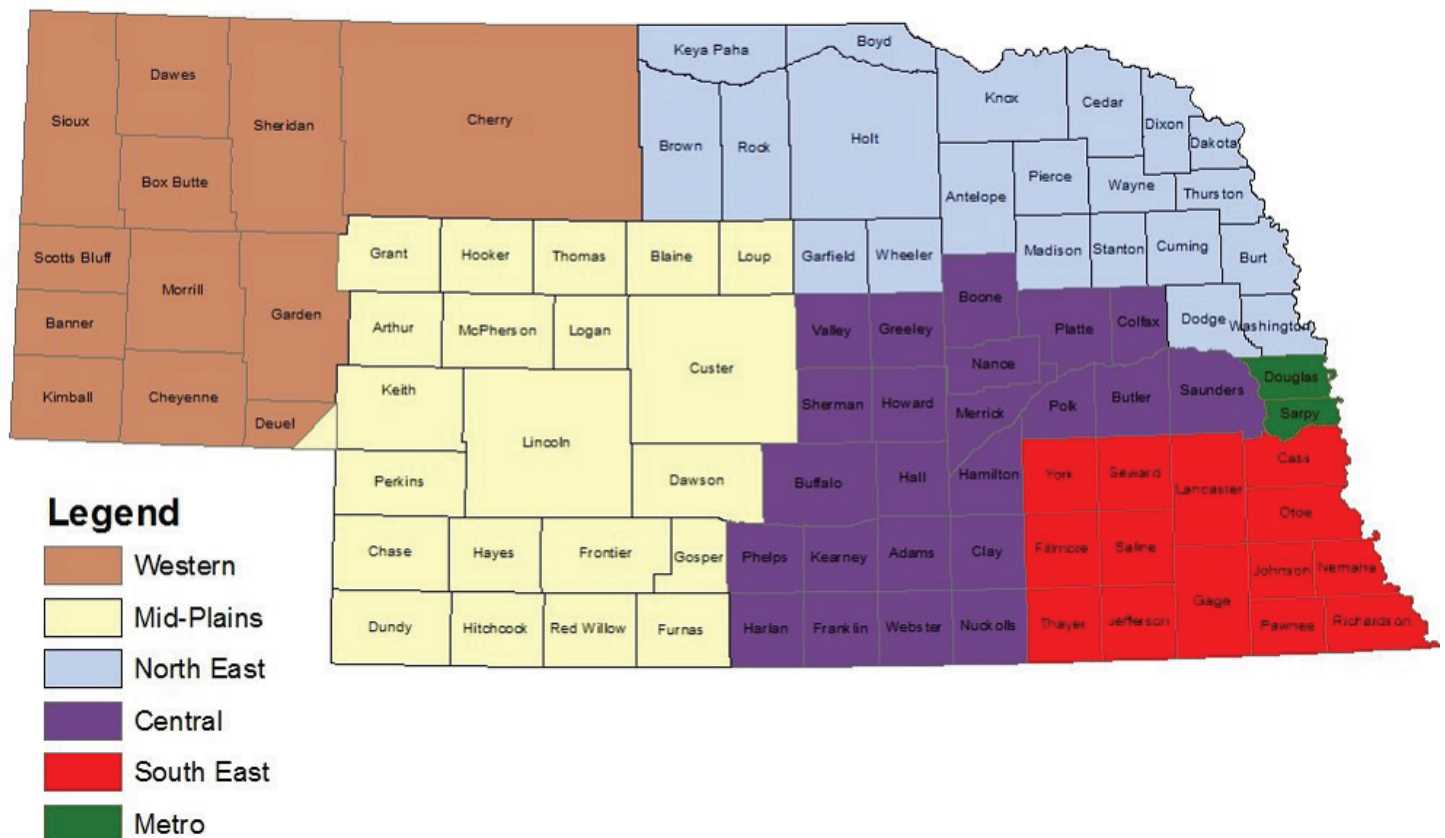 Keya Paha
Boyd
Sioux
Dawes
Sheridan
Cherry
Brown
Rock
Holt
Knox
Cedar
Dixon
Dakota
Box Butte
Antelope
Pierce
Wayne
Thurston
Scotts Bluff
Morrill
Garden
Grant
Hooker
Thomas
Blaine
Loup
Garfield
Wheeler
Madison
Stanton
Cuming
Burt
Banner
Arthur
McPherson
Logan
Custer
Valley
Greeley
Boone
Platte
Colfax
Dodge
Washington
Kimball
Cheyenne
Deuel
Keith
Lincoln
Sherman
Howard
Nance
Merrick
Polk
Butler
Saunders
Douglas
Sarpy
Perkins
Dawson
Buffalo
Hall
Hamilton
York
Seward
Lancaster
Cass
Otoe
Chase
Hayes
Frontier
Gosper
Phelps
Kearney
Adams
Clay
Fillmore
Saline
Gage
Johnson
Nemaha
Dundy
Hitchcock
Red Willow
Furnas
Harlan
Franklin
Webster
Nuckolls
Thayer
Jefferson
Pawnee
Richardson
Legend
Western
Mid-Plains
North East
Central
South East
Metro